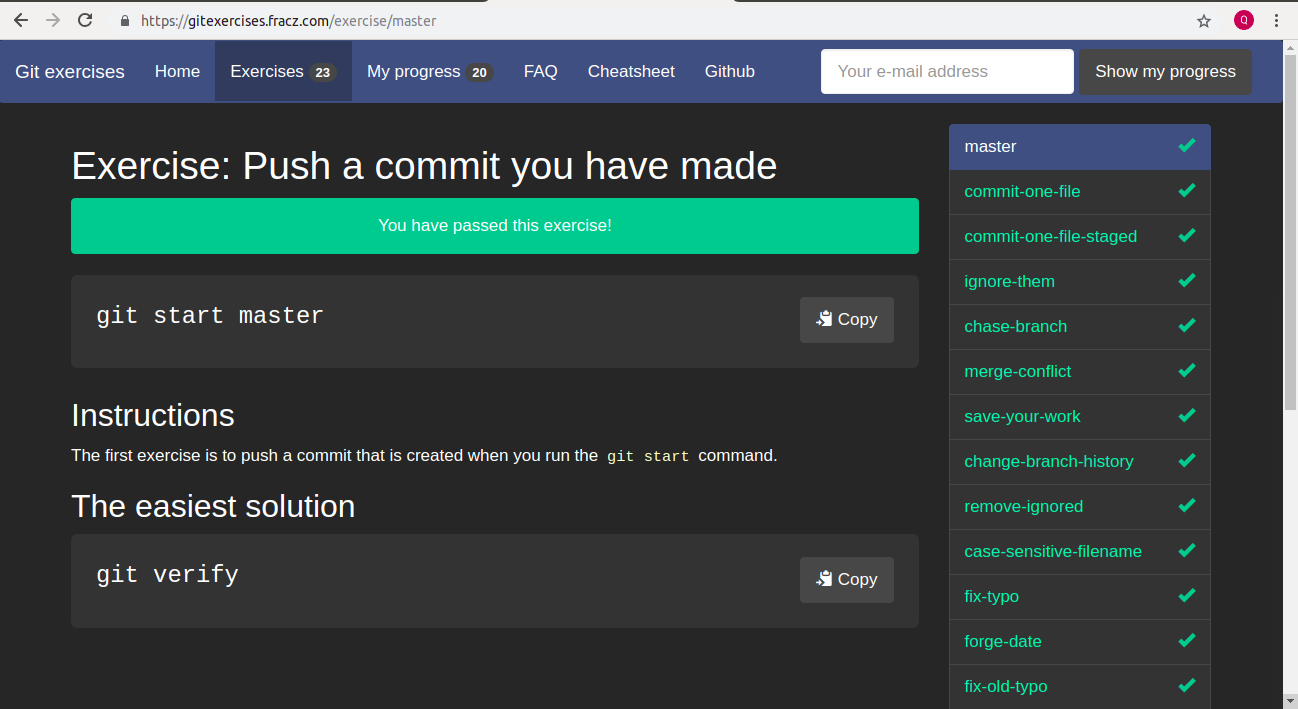 https://gitexercises.fracz.com/exercise/master
Q
Git exercises Home Exercises 23 My progress 20 FAQ Cheatsheet Github Your e-mail address Show my progress
Exercise: Push a commit you have made
You have passed this exercise!
git start master
Copy
Instructions
The first exercise is to push a commit that is created when you run the git start command.
The easiest solution
git verify
Copy
master
commit-one-file
commit-one-file-staged
ignore-them
chase-branch
merge-conflict
save-your-work
change-branch-history
remove-ignored
case-sensitive-filename
fix-typo
forge-date
fix-old-typo